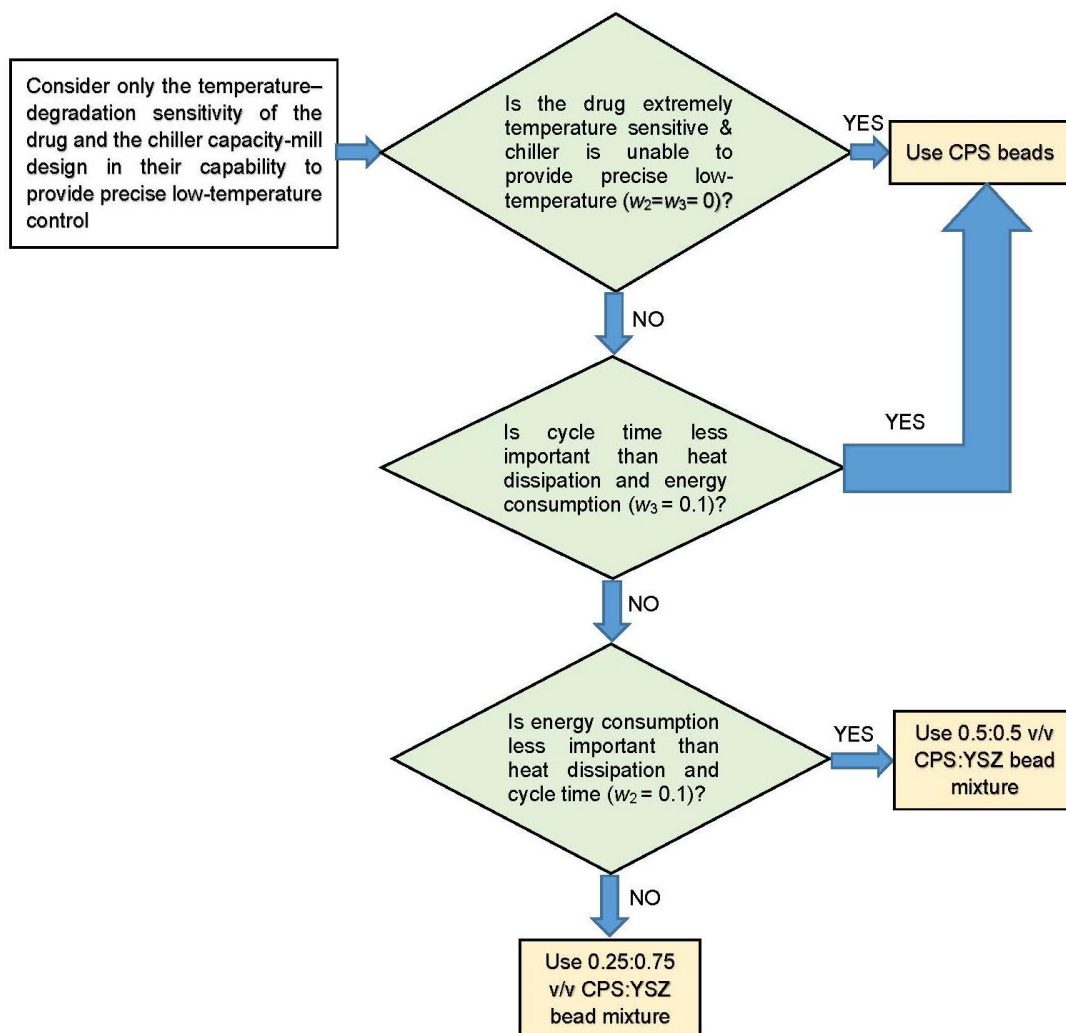 Consider only the temperature–
degradation sensitivity of the
drug and the chiller capacity-mill
design in their capability to
provide precise low-temperature
control
Is the drug extremely
temperature sensitive &
chiller is unable to
provide precise low-
temperature (w2=w3= 0)?
YES
Use CPS beads
NO
Is cycle time less
important than heat
dissipation and energy
consumption (w3 = 0.1)?
YES
NO
Is energy consumption
less important than
heat dissipation and
cycle time (w2 = 0.1)?
YES
Use 0.5:0.5 v/v
CPS:YSZ bead
mixture
NO
Use 0.25:0.75
v/v CPS:YSZ
bead mixture